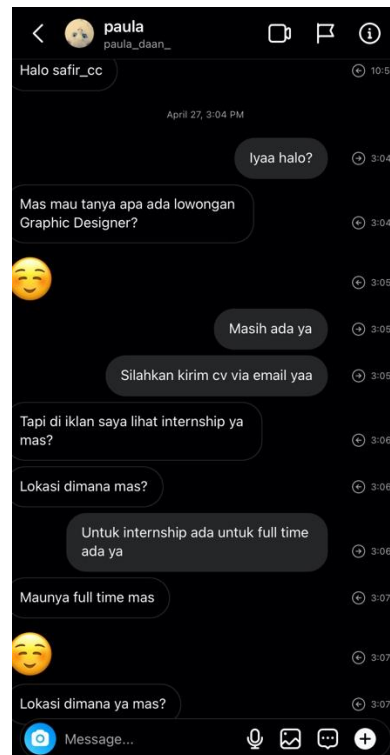 paula
paula_daan_
Halo safir_cc
10:5
April 27, 3:04 PM
Iyaa halo?
3:04
Mas mau tanya apa ada lowongan
Graphic Designer?
3:04
3:05
Masih ada ya
3:05
Silahkan kirim cv via email yaa
3:05
Tapi di iklan saya lihat internship ya
mas?
3:06
Lokasi dimana mas?
3:06
Untuk internship ada untuk full time
ada ya
3:06
Maunya full time mas
3:07
3:07
Lokasi dimana ya mas?
3:07
Message...